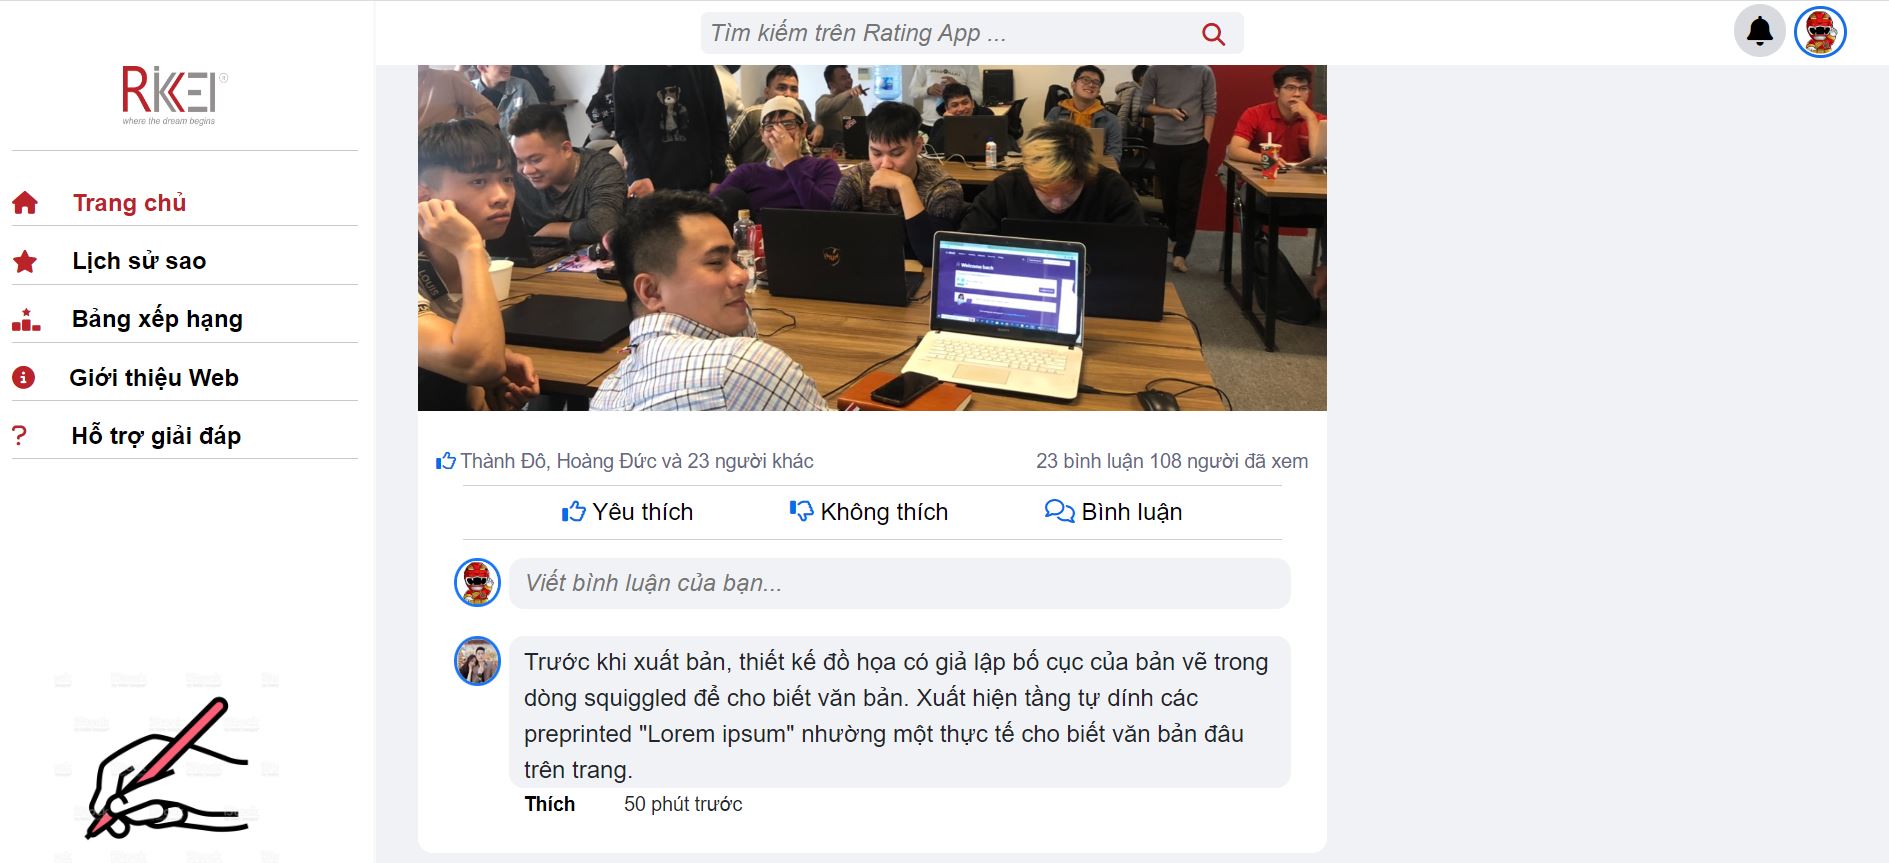 Tìm kiếm trên Rating App ...
RIKKEI®
where the dream begins
Trang chủ
Lịch sử sao
Bảng xếp hạng
Giới thiệu Web
Hỗ trợ giải đáp
Welcome back
Thành Đô, Hoàng Đức và 23 người khác
23 bình luận 108 người đã xem
Yêu thích
Không thích
Bình luận
Viết bình luận của bạn...
Trước khi xuất bản, thiết kế đồ họa có giả lập bố cục của bản vẽ trong
dòng squiggled để cho biết văn bản. Xuất hiện tầng tự dính các
preprinted "Lorem ipsum" nhường một thực tế cho biết văn bản đâu
trên trang.
Thích
50 phút trước